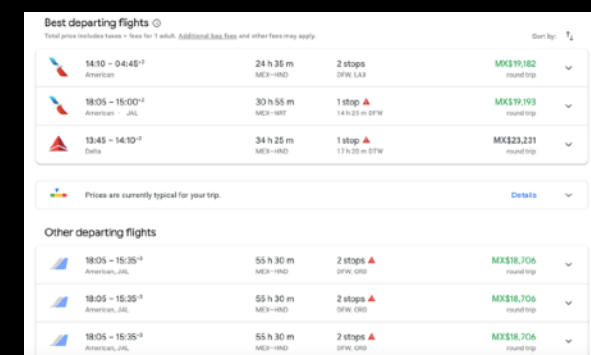 Best departing flights
Total price includes taxes + fees for 1 adult. Additional bag fees and other fees may apply.
Sort by:
14:10 – 04:45+2
24 h 35 m
2 stops
MX$19,182
American
MEX–HND
DFW, LAX
round trip
18:05 – 15:00+2
30 h 55 m
1 stop
MX$19,193
American · JAL
MEX–NRT
14 h 25 m DFW
round trip
13:45 – 14:10+2
34 h 25 m
1 stop
MX$23,231
Delta
MEX–HND
17 h 20 m DTW
round trip
Prices are currently typical for your trip.
Details
Other departing flights
18:05 – 15:35+3
55 h 30 m
2 stops
MX$18,706
American, JAL
MEX–HND
DFW, ORD
round trip
18:05 – 15:35+3
55 h 30 m
2 stops
MX$18,706
American, JAL
MEX–HND
DFW, ORD
round trip
18:05 – 15:35+3
55 h 30 m
2 stops
MX$18,706
American, JAL
MEX–HND
DFW, ORD
round trip